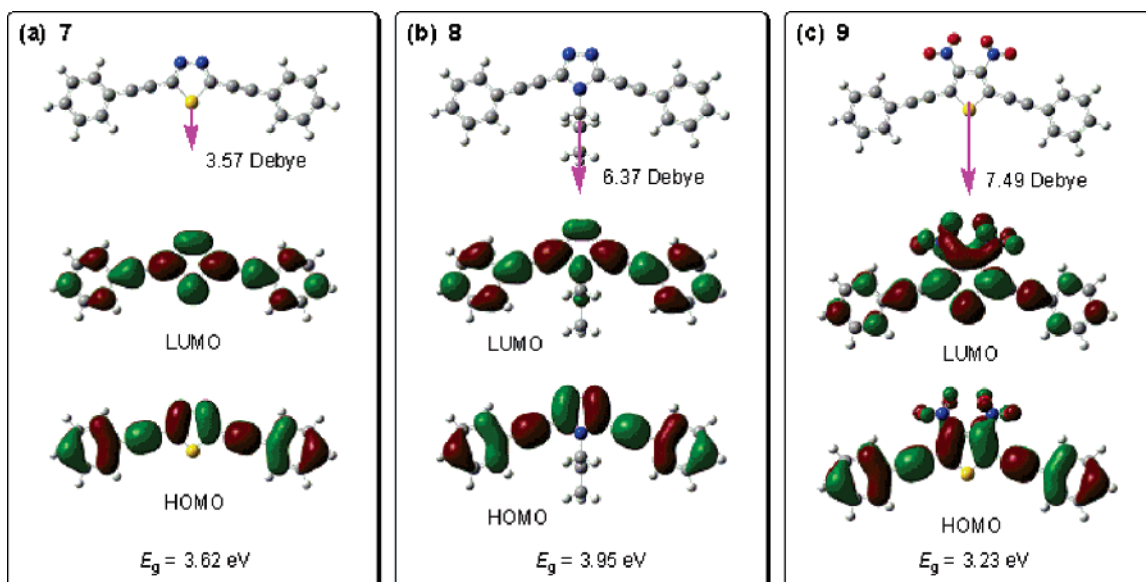 (a) 7
3.57 Debye
LUMO
HOMO
Eg = 3.62 eV
(b) 8
6.37 Debye
LUMO
HOMO
Eg = 3.95 eV
(c) 9
7.49 Debye
LUMO
HOMO
Eg = 3.23 eV